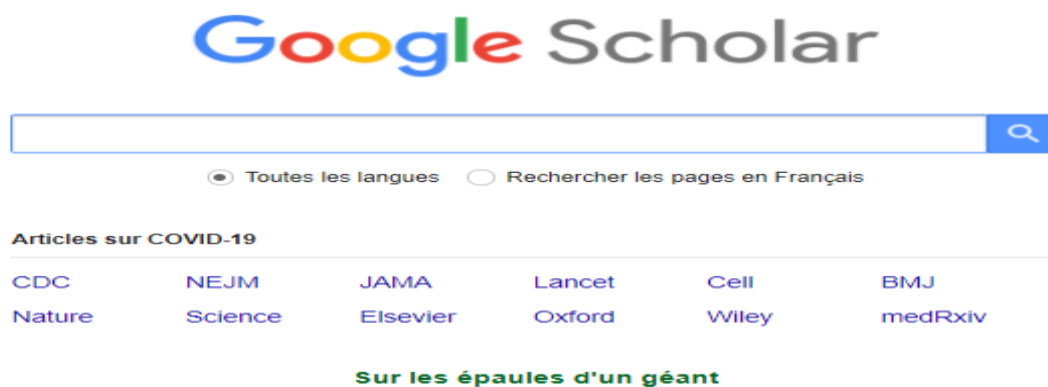 Google Scholar
Toutes les langues Rechercher les pages en Français
Articles sur COVID-19
CDC NEJM JAMA Lancet Cell BMJ
Nature Science Elsevier Oxford Wiley medRxiv
Sur les épaules d'un géant